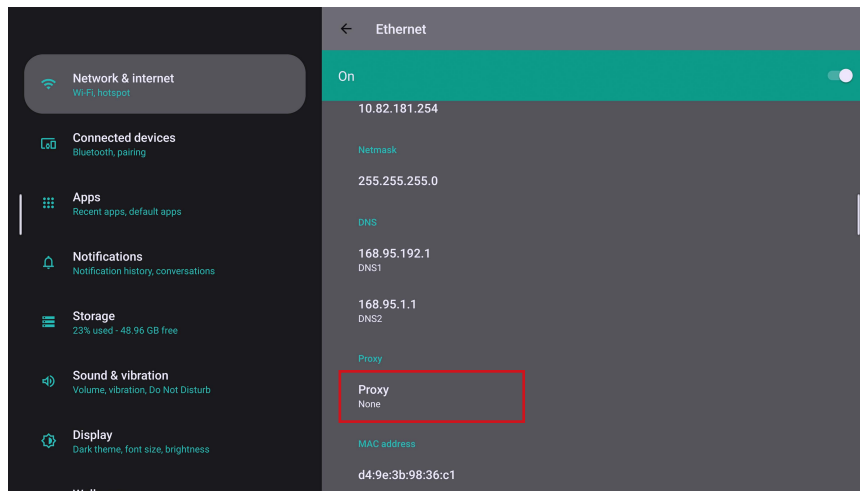 Network & internet
Wi-Fi, hotspot
Connected devices
Bluetooth, pairing
Apps
Recent apps, default apps
Notifications
Notification history, conversations
Storage
23% used - 48.96 GB free
Sound & vibration
Volume, vibration, Do Not Disturb
Display
Dark theme, font size, brightness
Ethernet
On
10.82.181.254
Netmask
255.255.255.0
DNS
168.95.192.1
DNS1
168.95.1.1
DNS2
Proxy
Proxy
None
MAC address
d4:9e:3b:98:36:c1